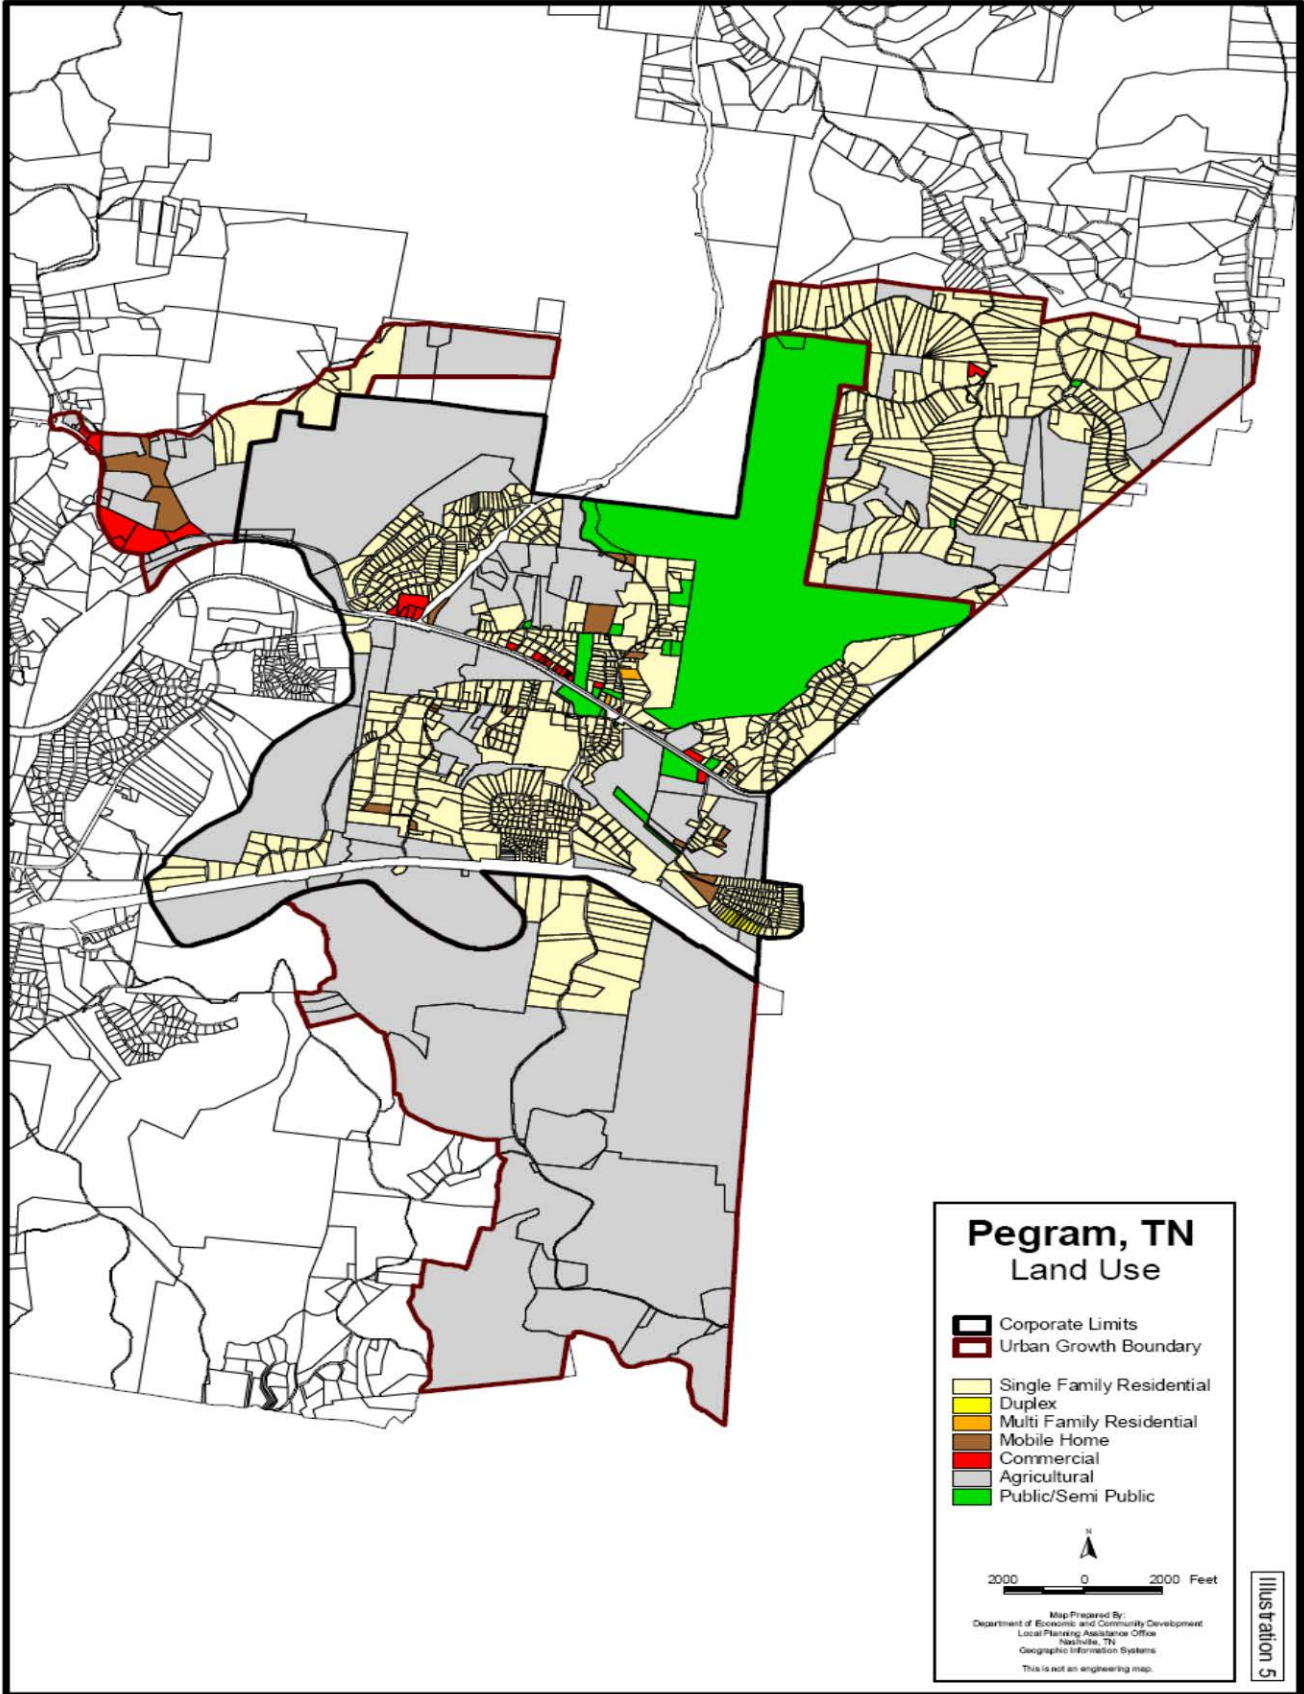 Pegram, TN
Land Use
Corporate Limits
Urban Growth Boundary
Single Family Residential
Duplex
Multi Family Residential
Mobile Home
Commercial
Agricultural
Public/Semi Public
N
2000 0 2000 Feet
Map Prepared By:
Department of Economic and Community Development
Local Planning Assistance Office
Nashville, TN
Geographic Information Systems
This is not an engineering map.
Illustration 5